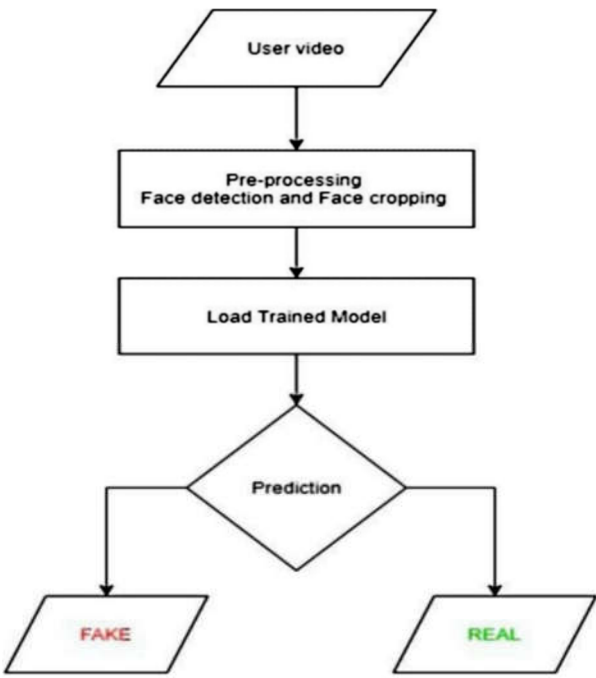 User video
Pre-processing
Face detection and Face cropping
Load Trained Model
Prediction
FAKE
REAL